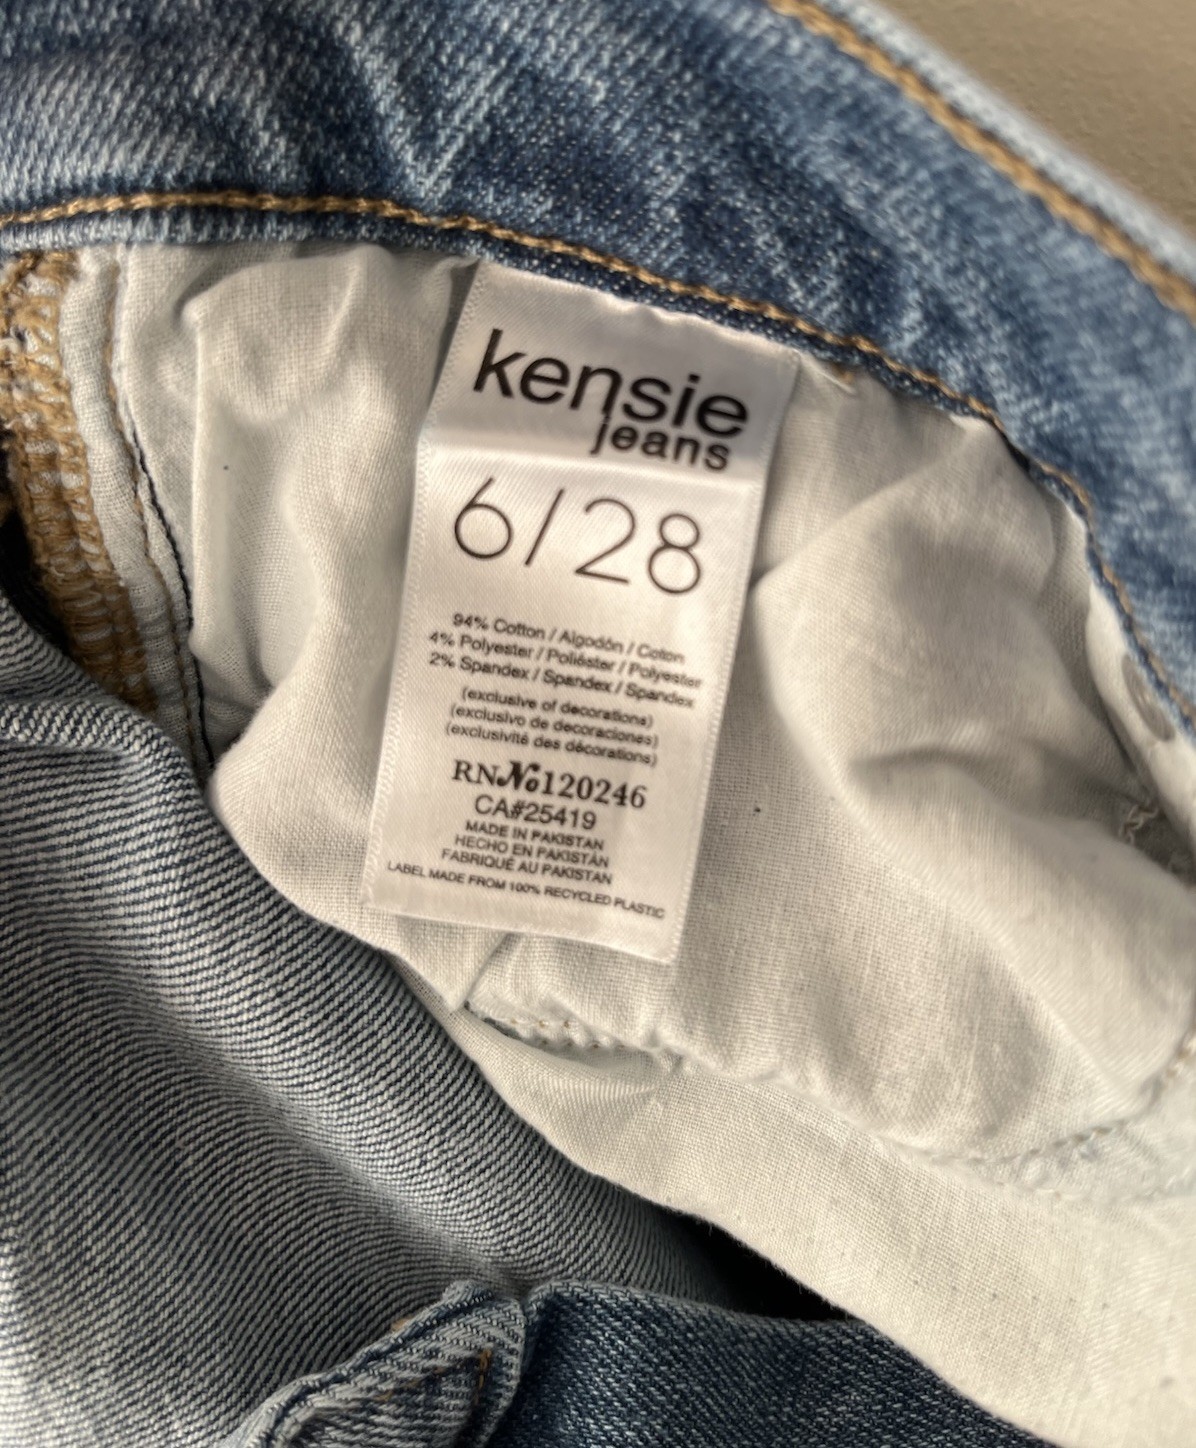 kensie
jeans
6/28
94% Cotton / Algodón / Coton
4% Polyester / Poliéster / Polyester
2% Spandex / Spandex / Spandex
(exclusive of decorations)
(exclusivo de decoraciones)
(exclusivité des décorations)
RN No 120246
CA#25419
MADE IN PAKISTAN
HECHO EN PAKISTÁN
FABRIQUÉ AU PAKISTAN
LABEL MADE FROM 100% RECYCLED PLASTIC